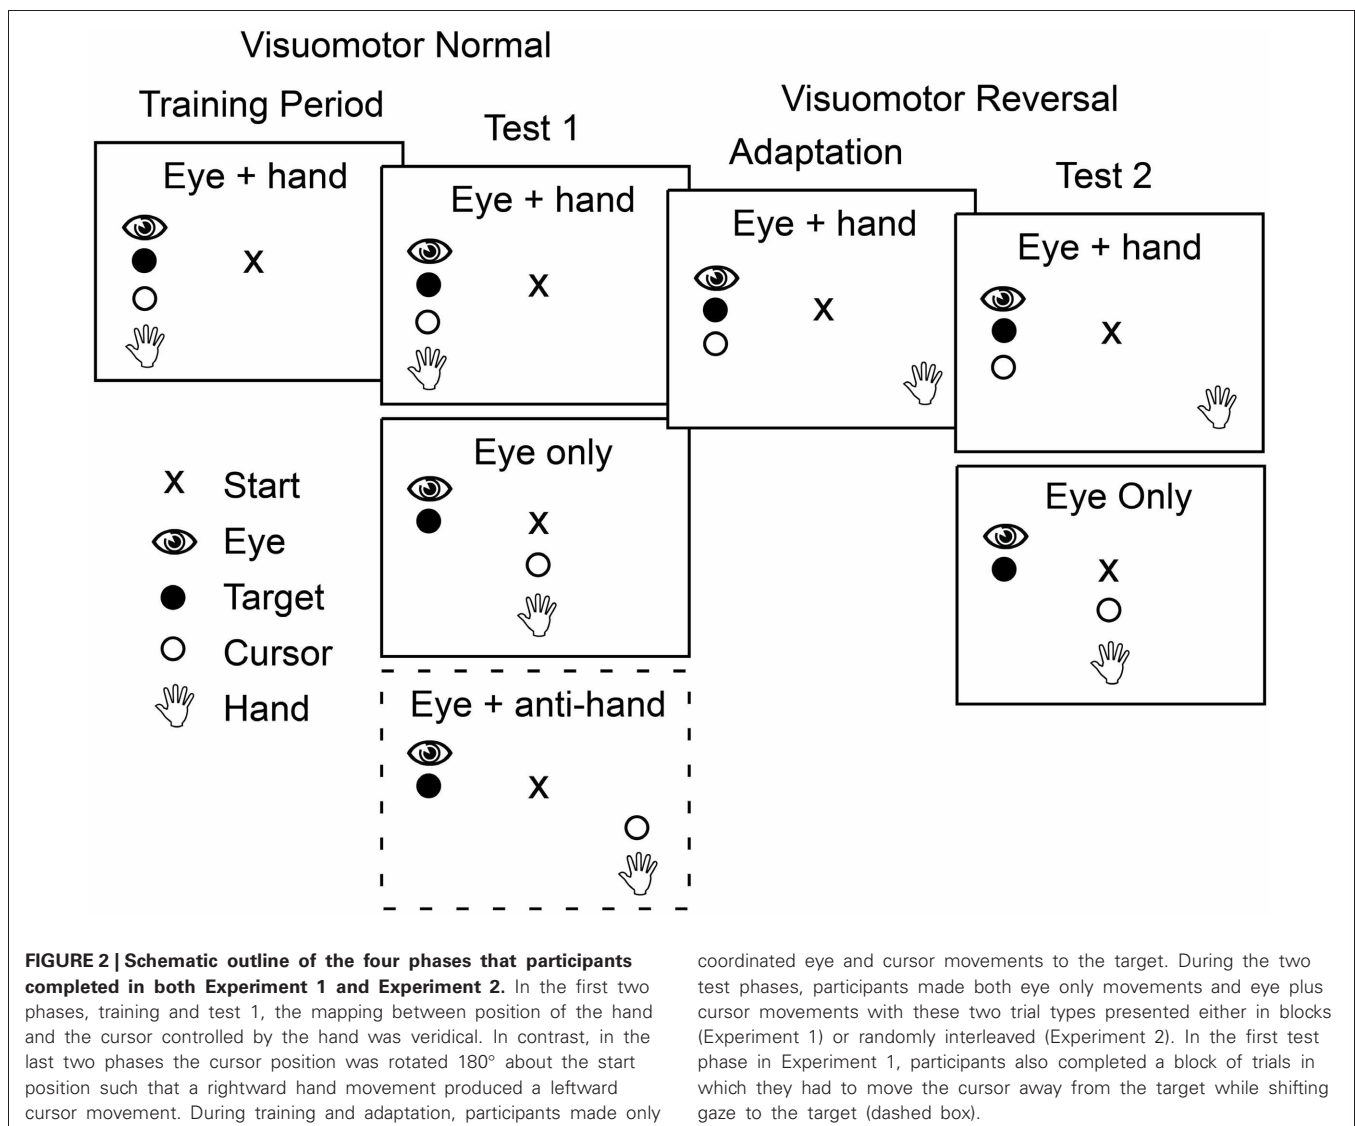 Visuomotor Normal
Training Period
Test 1
Visuomotor Reversal
Adaptation
Test 2
Eye + hand
X
Eye + hand
X
Eye + hand
X
Eye + hand
X
Eye only
X
Eye Only
X
Eye + anti-hand
X
X Start
Eye
Target
Cursor
Hand
FIGURE 2 | Schematic outline of the four phases that participants
completed in both Experiment 1 and Experiment 2. In the first two
phases, training and test 1, the mapping between position of the hand
and the cursor controlled by the hand was veridical. In contrast, in the
last two phases the cursor position was rotated 180° about the start
position such that a rightward hand movement produced a leftward
cursor movement. During training and adaptation, participants made only
coordinated eye and cursor movements to the target. During the two
test phases, participants made both eye only movements and eye plus
cursor movements with these two trial types presented either in blocks
(Experiment 1) or randomly interleaved (Experiment 2). In the first test
phase in Experiment 1, participants also completed a block of trials in
which they had to move the cursor away from the target while shifting
gaze to the target (dashed box).